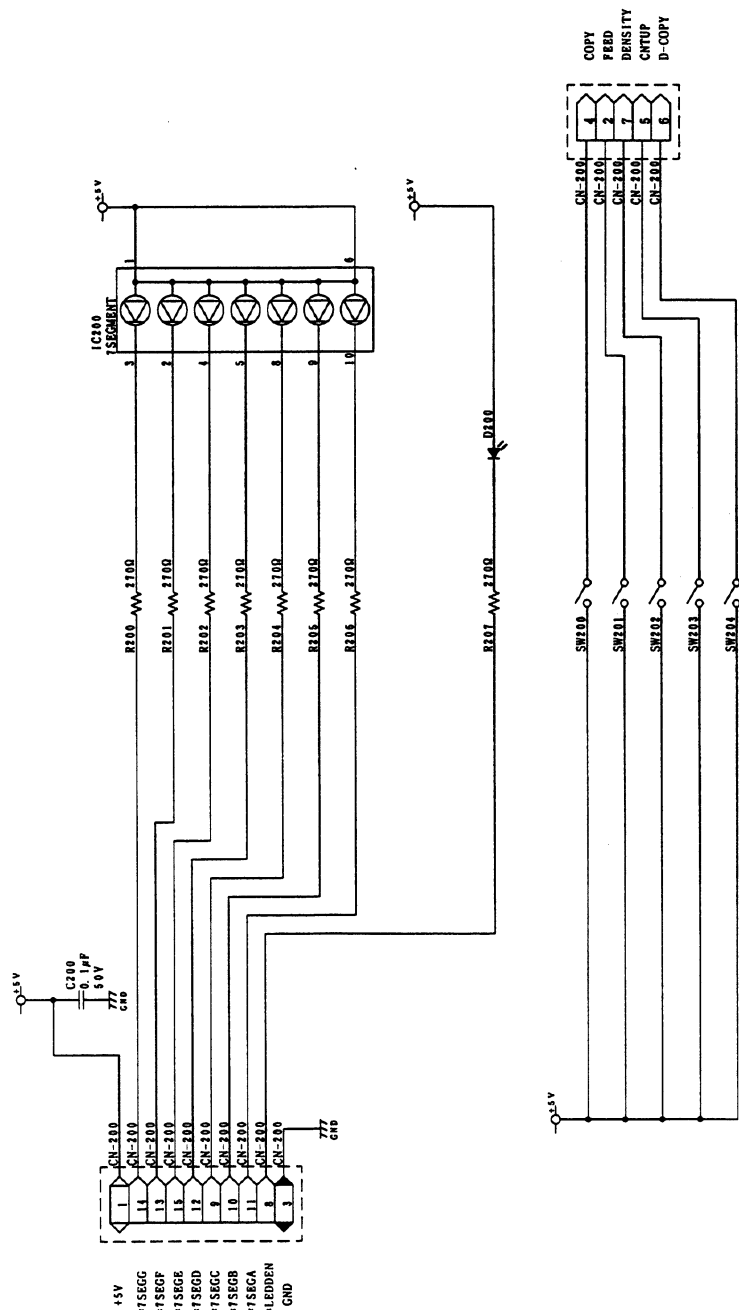 COPY
FEED
DENSITY
CNTUP
D-COPY
4
2
7
5
6
CN-200
CN-200
CN-200
CN-200
CN-200
+5V
+5V
1
6
IC200
7SEGMENT
3
2
4
5
8
9
10
D200
R200 270Ω
R201 270Ω
R202 270Ω
R203 270Ω
R204 270Ω
R205 270Ω
R206 270Ω
R207 270Ω
SW200
SW201
SW202
SW203
SW204
+5V
C200
0.1µF
50V
GND
+5V
GND
CN-200
CN-200
CN-200
CN-200
CN-200
CN-200
CN-200
CN-200
CN-200
CN-200
1
14
13
15
12
9
10
11
8
3
+5V
7SEGG
7SEGF
7SEGE
7SEGD
7SEGC
7SEGB
7SEGA
LEDDEN
GND